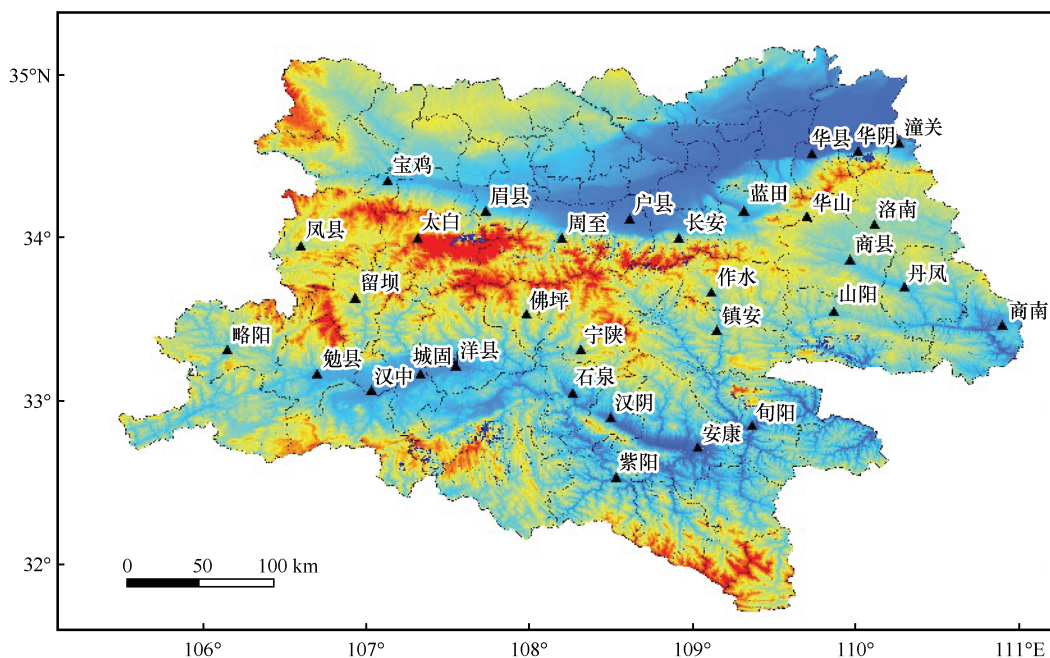 35°N
34°
33°
32°
106°
107°
108°
109°
110°
111°E
0
50
100 km
潼关
华阴
华县
宝鸡
眉县
户县
蓝田
华山
洛南
凤县
太白
周至
长安
商县
丹凤
留坝
佛坪
作水
山阳
商南
略阳
勉县
城固
洋县
宁陕
镇安
汉中
石泉
汉阴
旬阳
安康
紫阳